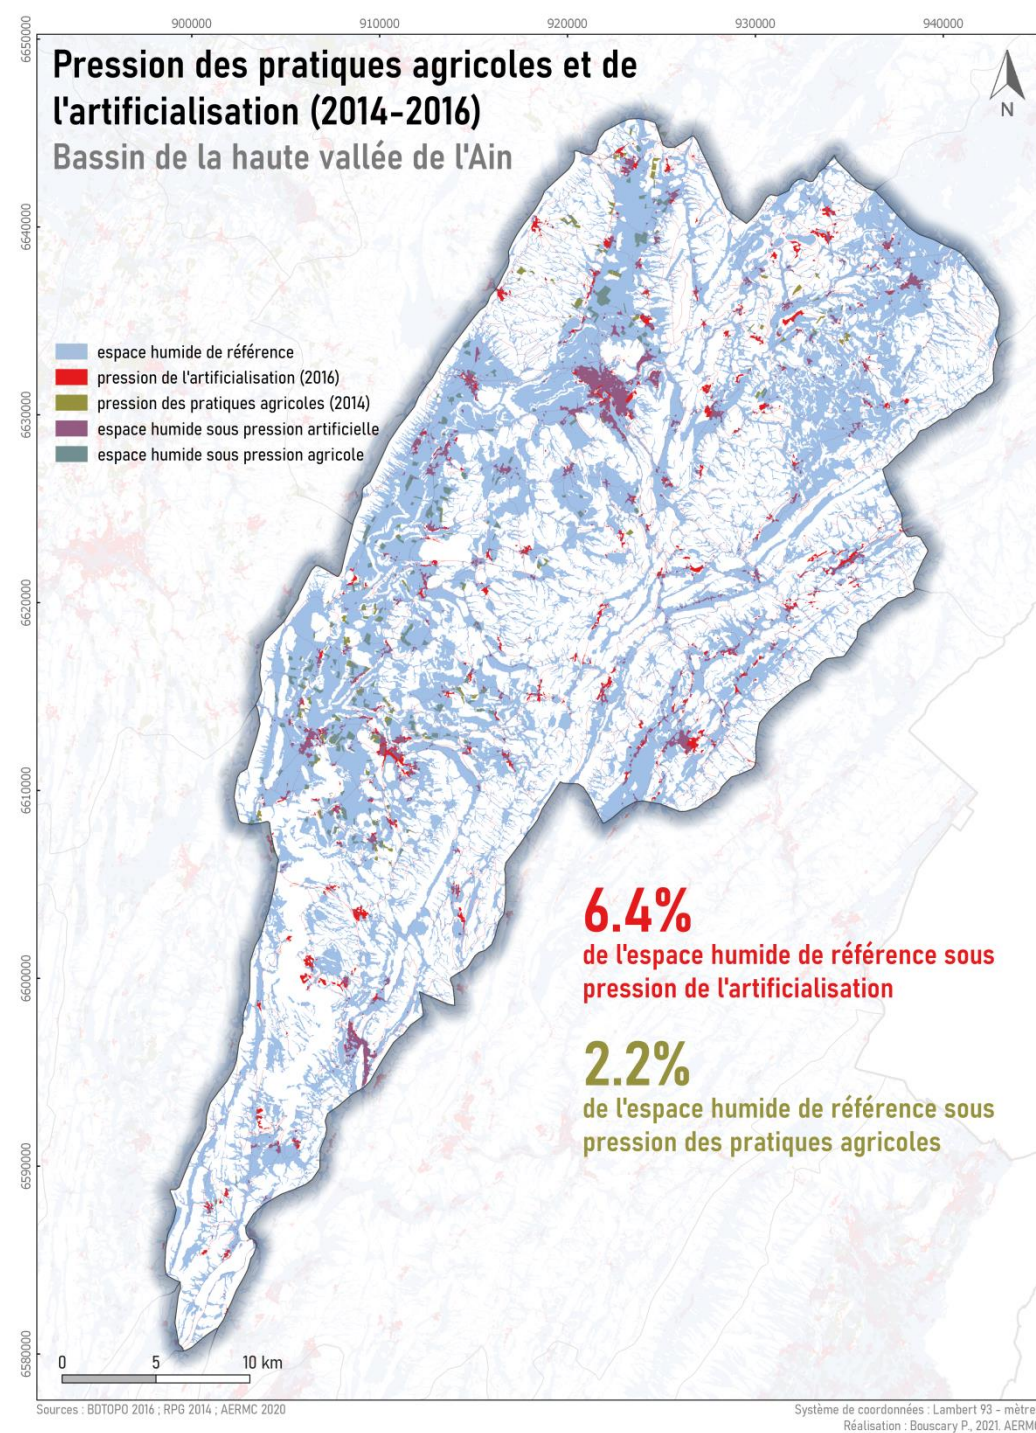 900000
910000
920000
930000
940000
6650000
Pression des pratiques agricoles et de
l'artificialisation (2014-2016)
Bassin de la haute vallée de l'Ain
N
6640000
espace humide de référence
pression de l'artificialisation (2016)
pression des pratiques agricoles (2014)
espace humide sous pression artificielle
espace humide sous pression agricole
6630000
6620000
6610000
6.4%
de l'espace humide de référence sous
pression de l'artificialisation
6600000
2.2%
de l'espace humide de référence sous
pression des pratiques agricoles
6590000
6580000
0 5 10 km
Sources : BDTOPO 2016 ; RPG 2014 ; AERMC 2020
Système de coordonnées : Lambert 93 - mètre
Réalisation : Bouscary P., 2021. AERM